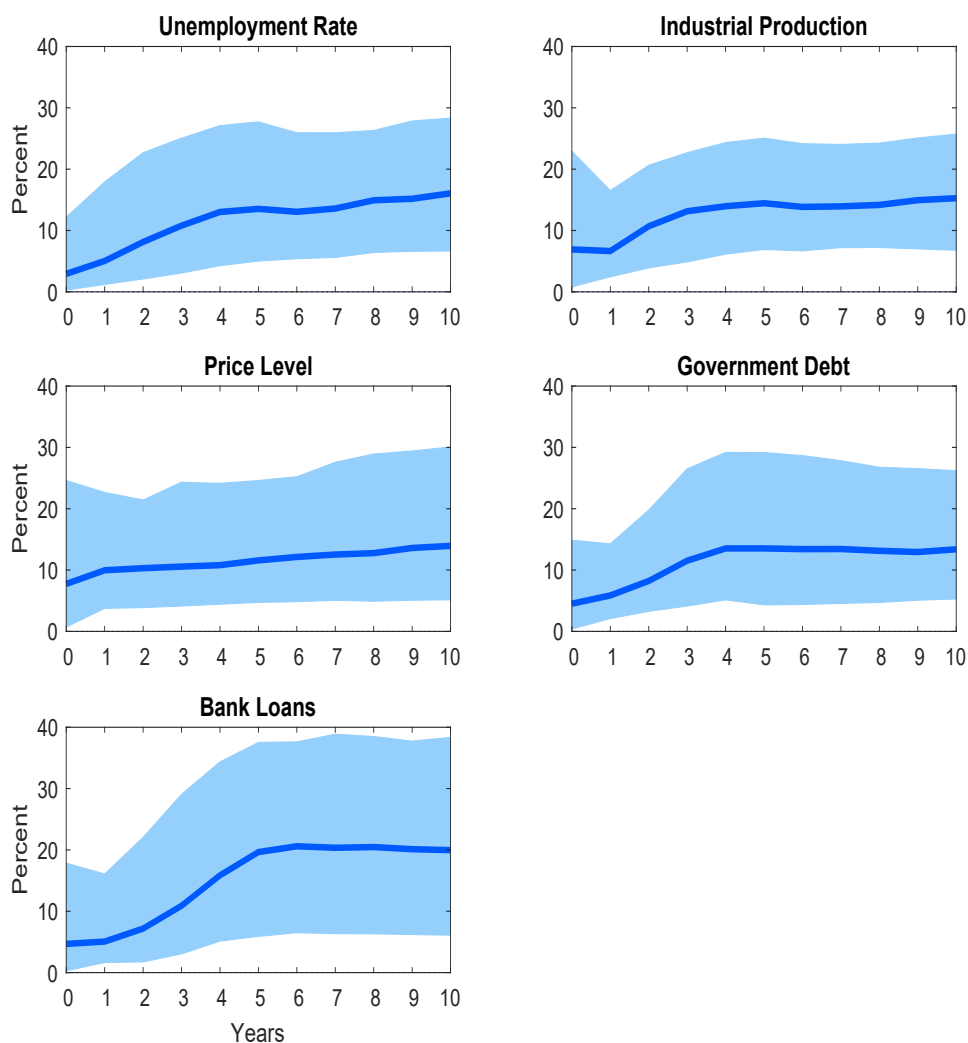 Unemployment Rate
40
30
20
10
0
Percent
0 1 2 3 4 5 6 7 8 9 10
Industrial Production
40
30
20
10
0
0 1 2 3 4 5 6 7 8 9 10
Price Level
40
30
20
10
0
Percent
0 1 2 3 4 5 6 7 8 9 10
Government Debt
40
30
20
10
0
0 1 2 3 4 5 6 7 8 9 10
Bank Loans
40
30
20
10
0
Percent
0 1 2 3 4 5 6 7 8 9 10
Years